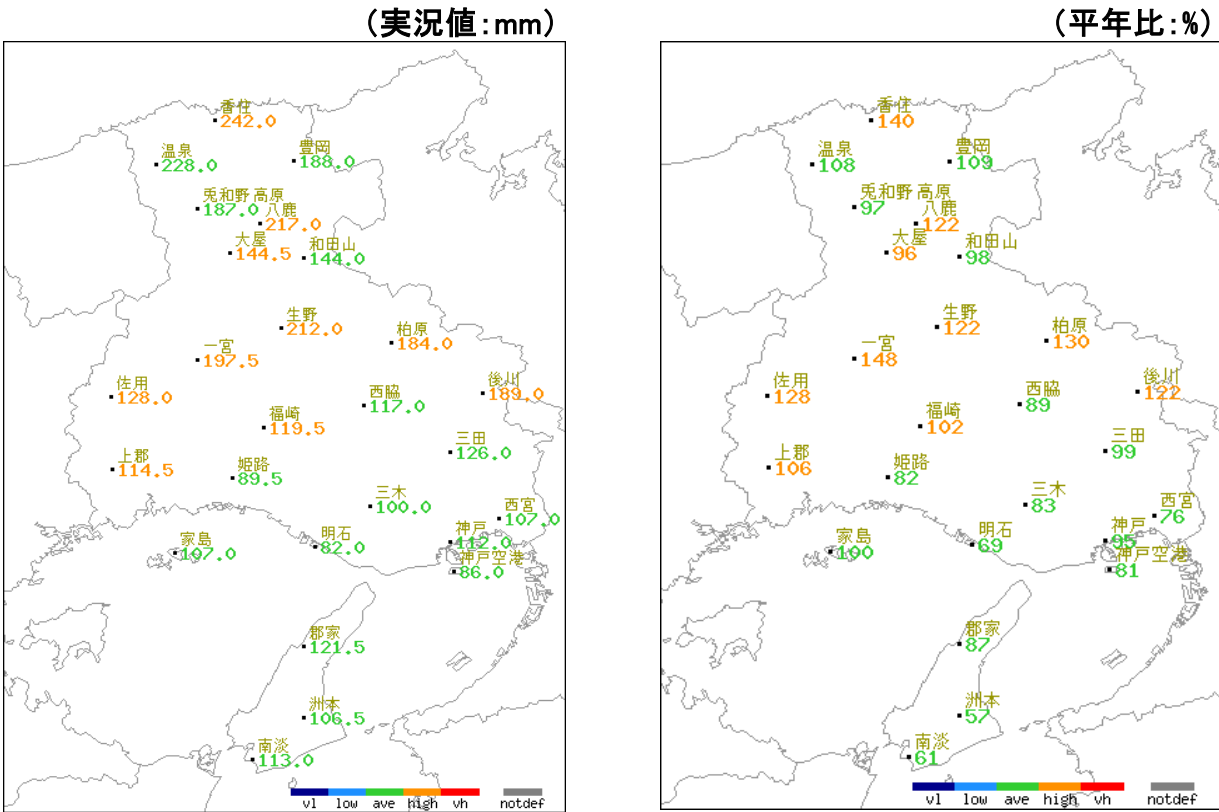 (実況値:mm)
香住
242.0
豊岡
188.0
温泉
228.0
兎和野高原
187.0
八鹿
217.0
大屋
144.5
和田山
144.0
生野
212.0
柏原
184.0
一宮
197.5
佐用
128.0
後川
189.0
西脇
117.0
福崎
119.5
三田
126.0
上郡
114.5
姫路
89.5
三木
100.0
西宮
107.0
神戸
112.0
明石
82.0
家島
107.0
神戸空港
86.0
郡家
121.5
洲本
106.5
南淡
113.0
vl low ave high vh notdef
(平年比:%)
香住
140
豊岡
109
温泉
108
兎和野高原
97
八鹿
122
大屋
96
和田山
98
生野
122
柏原
130
一宮
148
佐用
128
後川
122
西脇
89
福崎
102
三田
99
上郡
106
姫路
82
三木
83
西宮
76
神戸
95
明石
69
家島
100
神戸空港
81
郡家
87
洲本
57
南淡
61
vl low ave high vh notdef